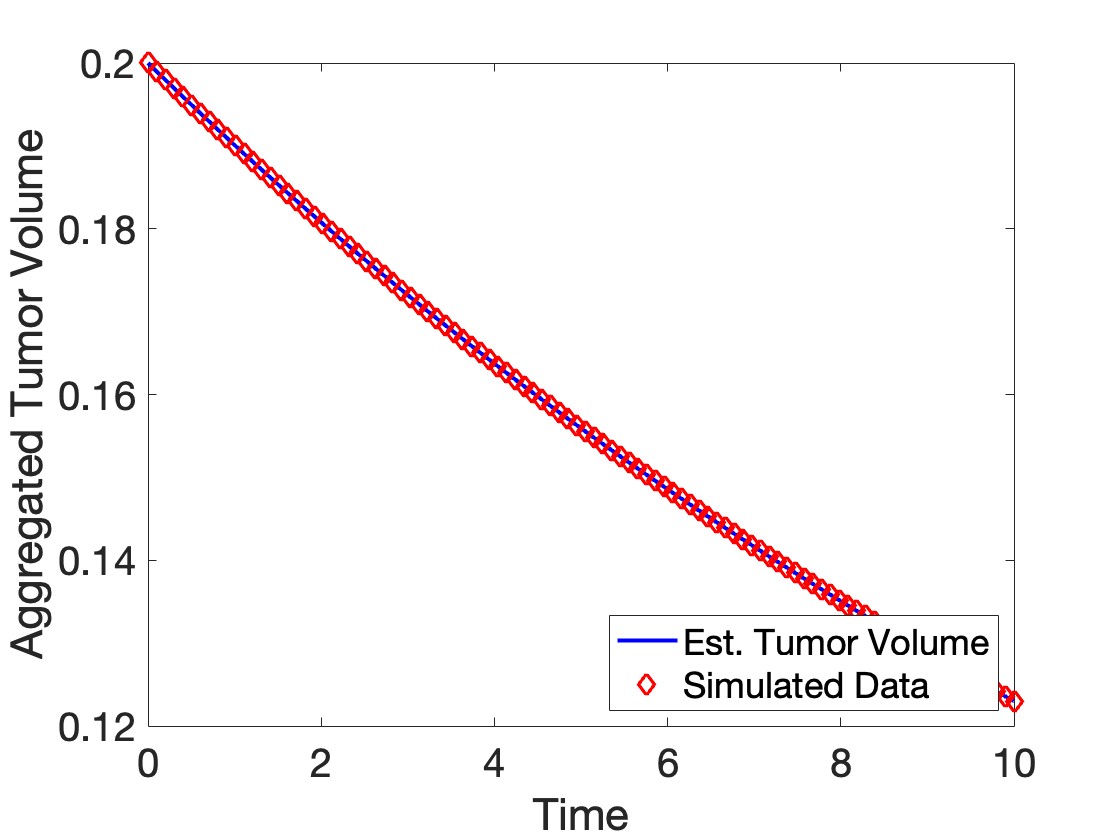 0.2
0.18
0.16
0.14
0.12
0
2
4
6
8
10
Aggregated Tumor Volume
Time
Est. Tumor Volume
Simulated Data